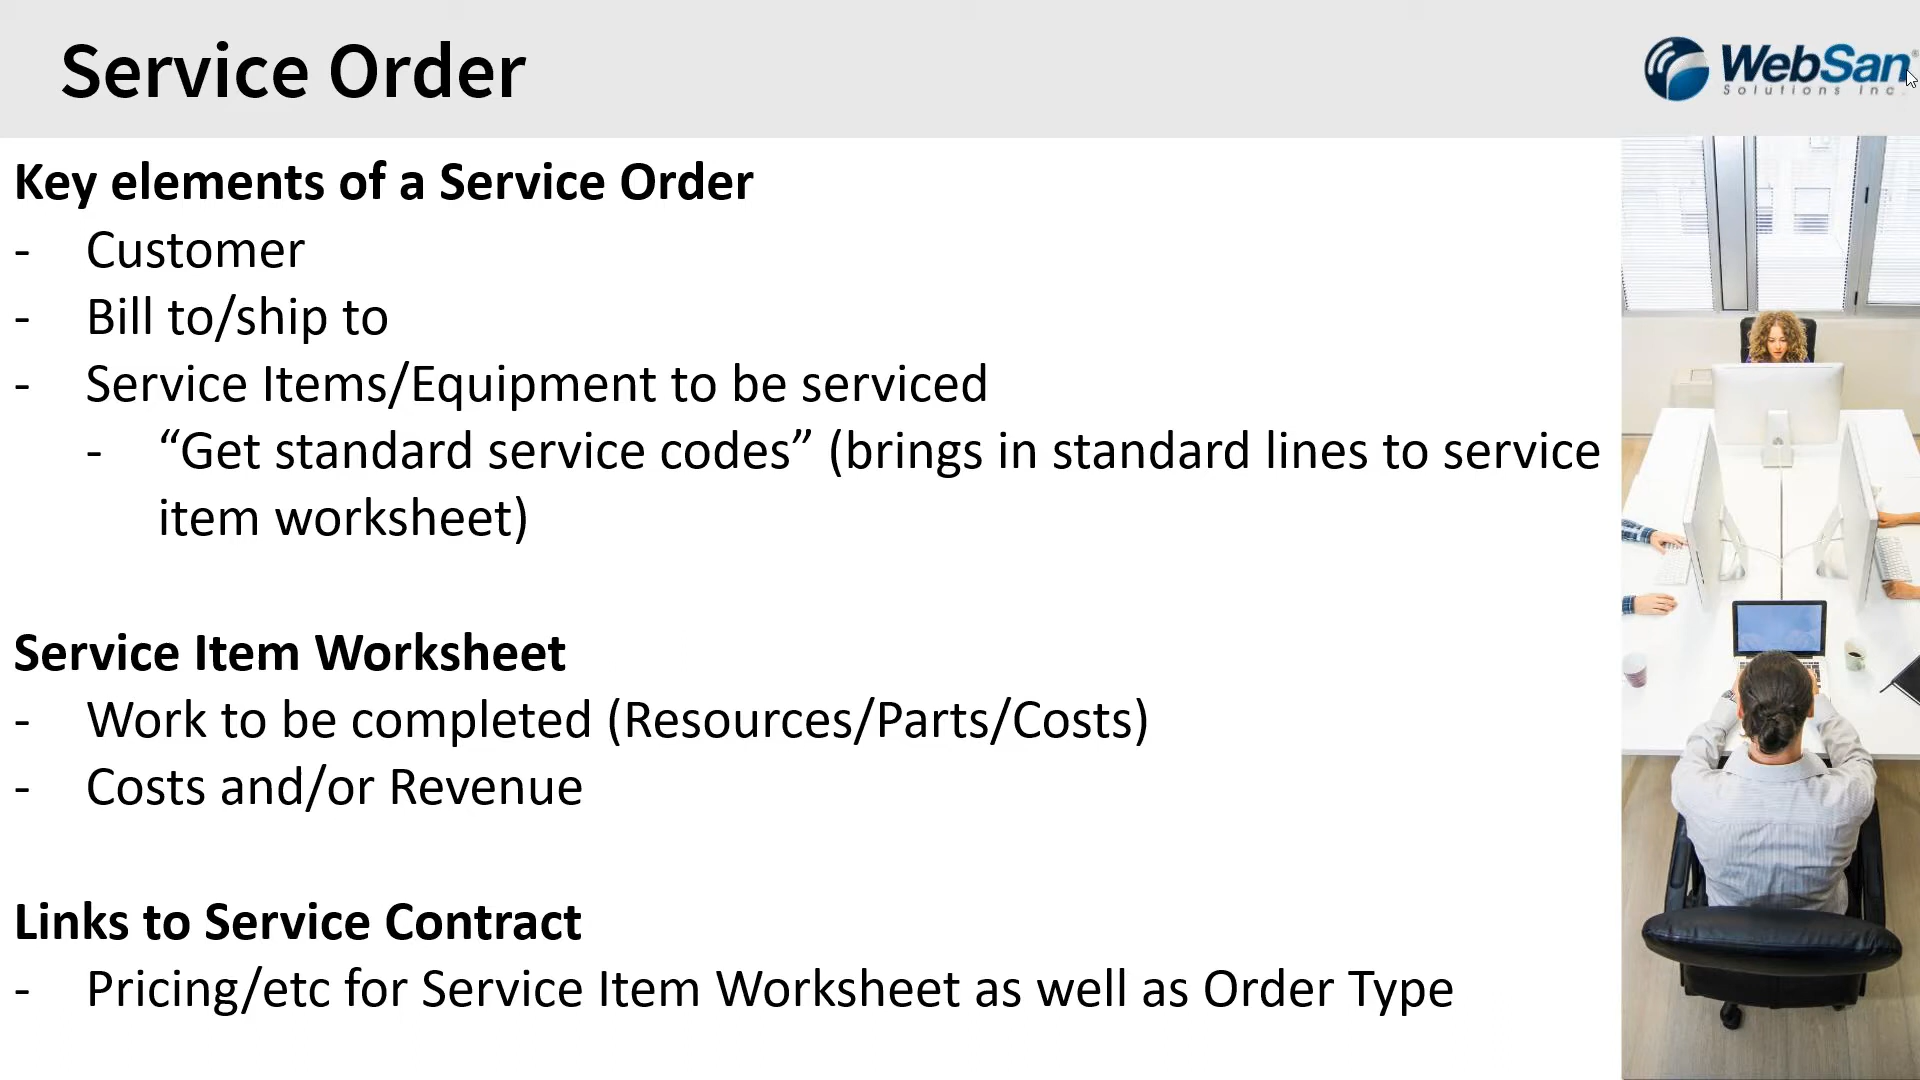 Service Order
WebSan®
Solutions Inc.
Key elements of a Service Order
- Customer
- Bill to/ship to
- Service Items/Equipment to be serviced
- “Get standard service codes” (brings in standard lines to service
item worksheet)
Service Item Worksheet
- Work to be completed (Resources/Parts/Costs)
- Costs and/or Revenue
Links to Service Contract
- Pricing/etc for Service Item Worksheet as well as Order Type